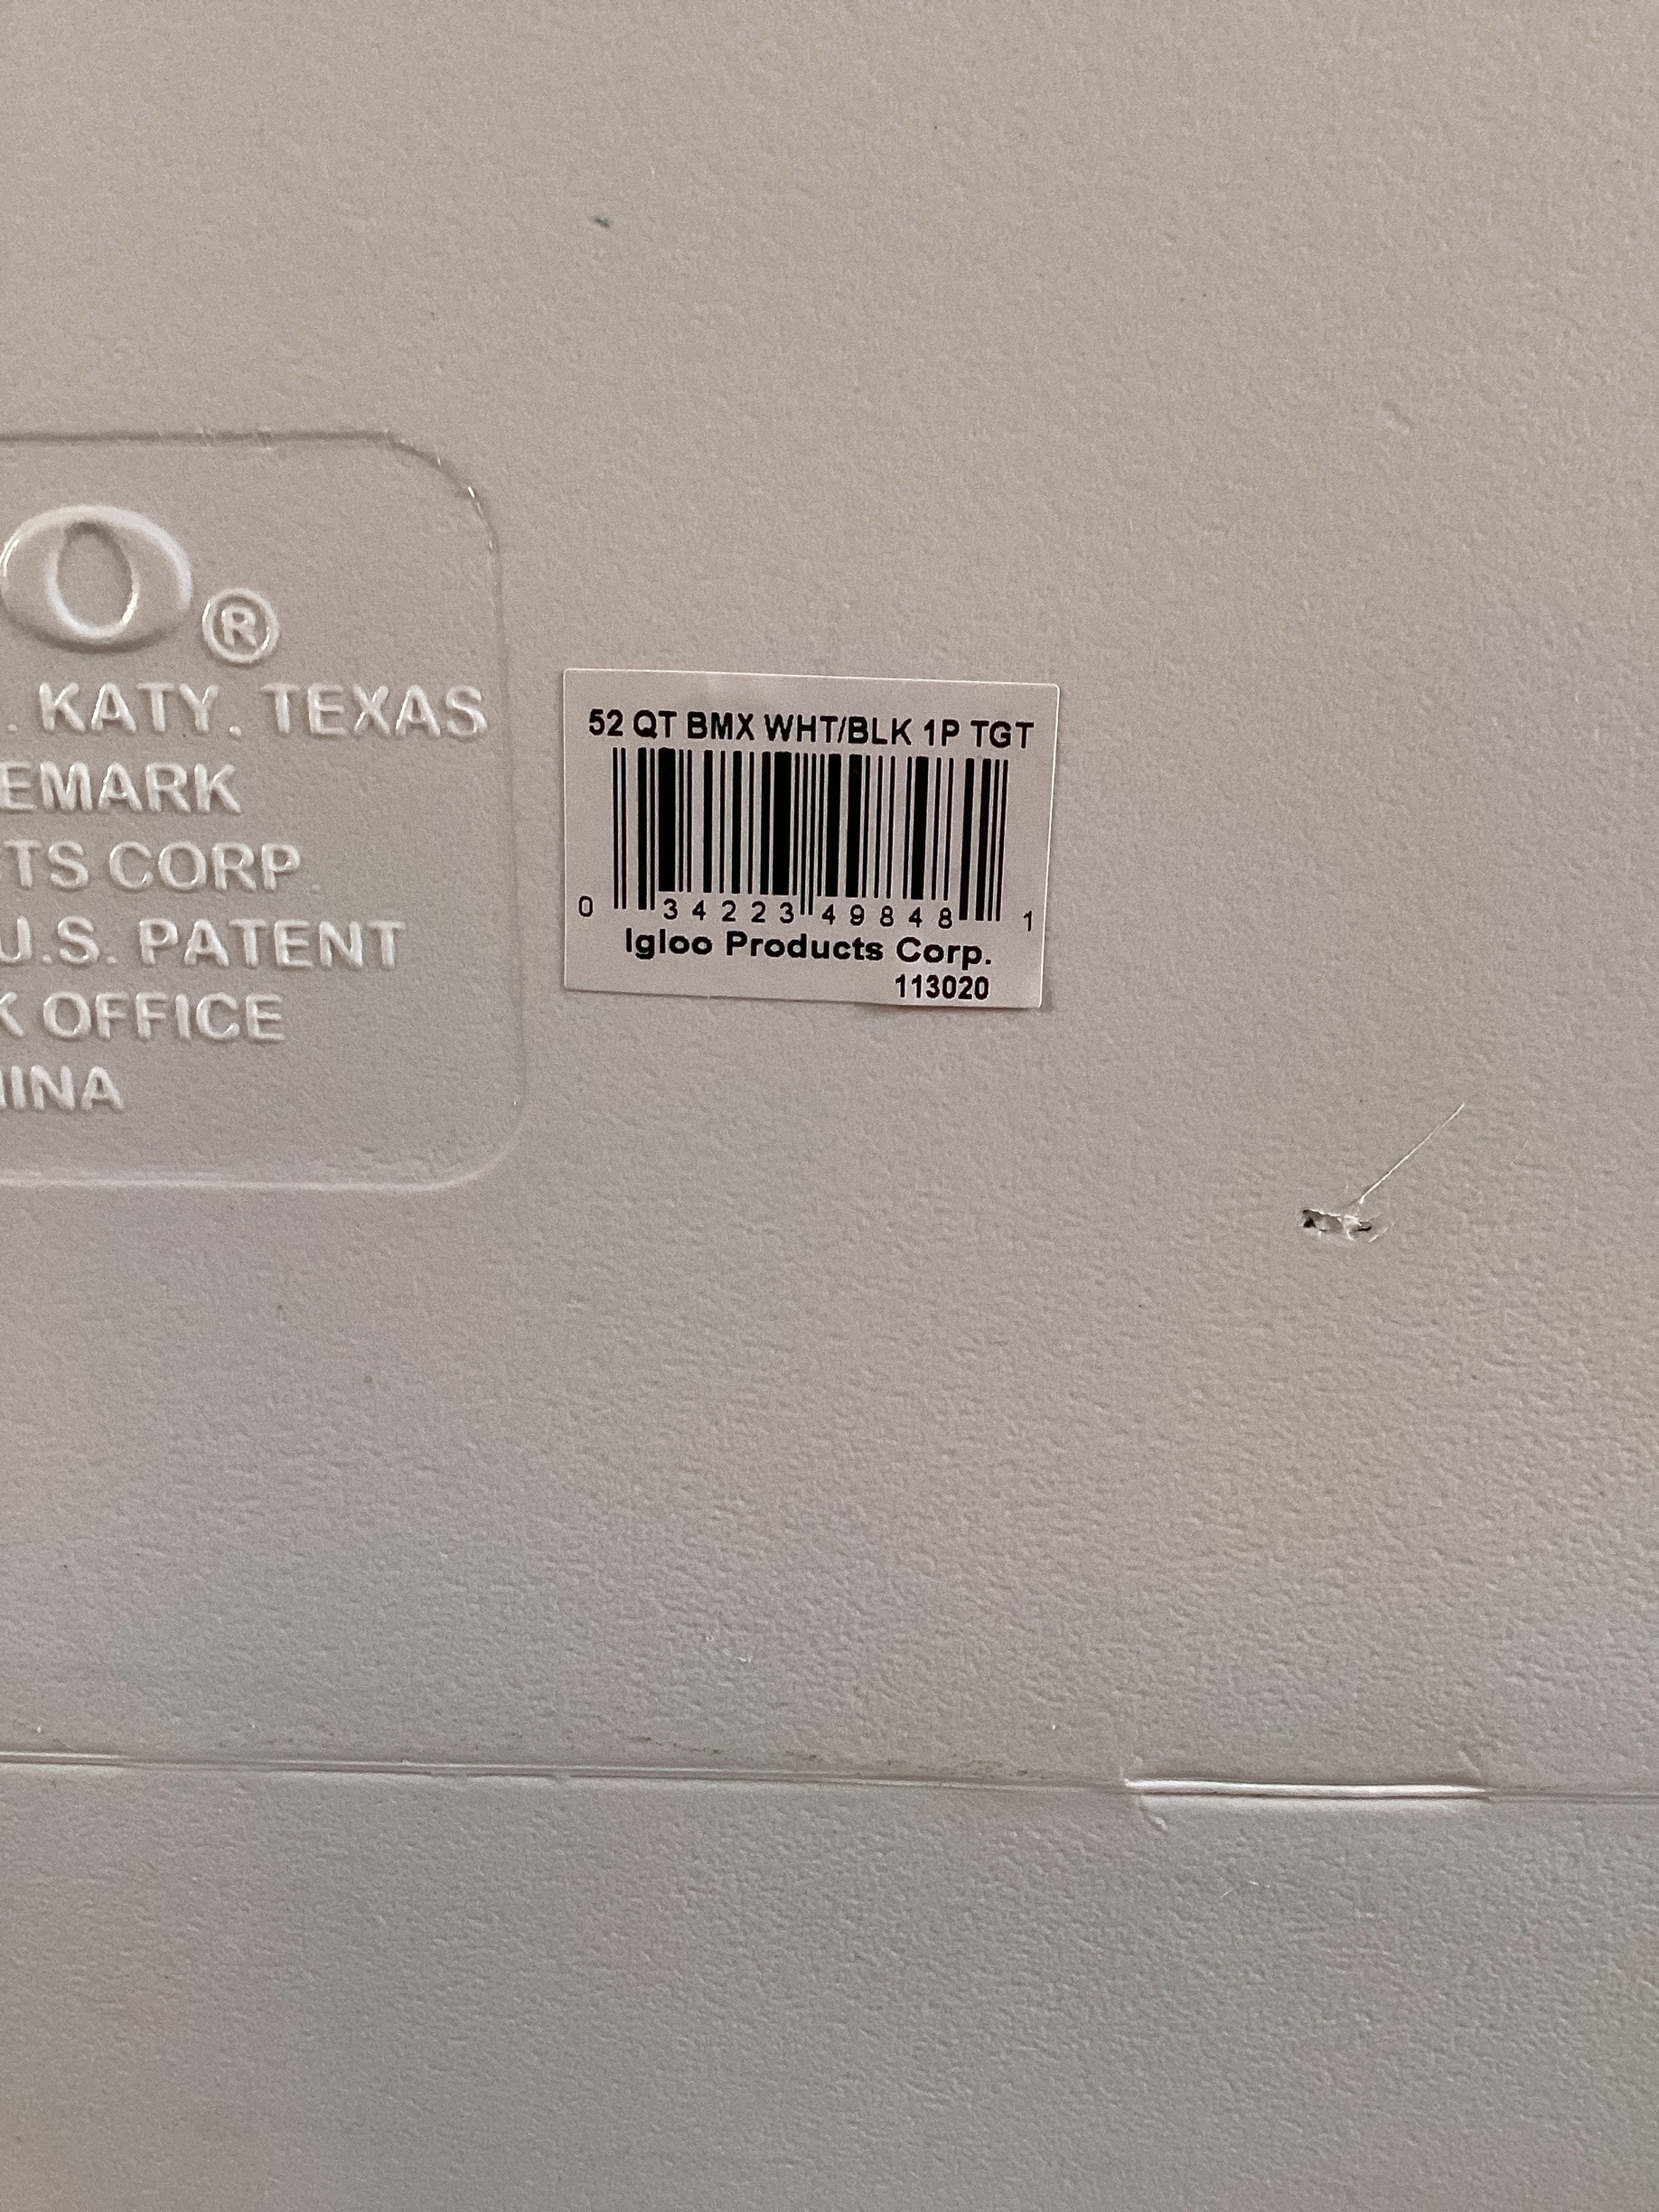 O®
. KATY, TEXAS
EMARK
TS CORP.
U.S. PATENT
K OFFICE
HINA
52 QT BMX WHT/BLK 1P TGT
0 34223 49848 1
Igloo Products Corp.
113020